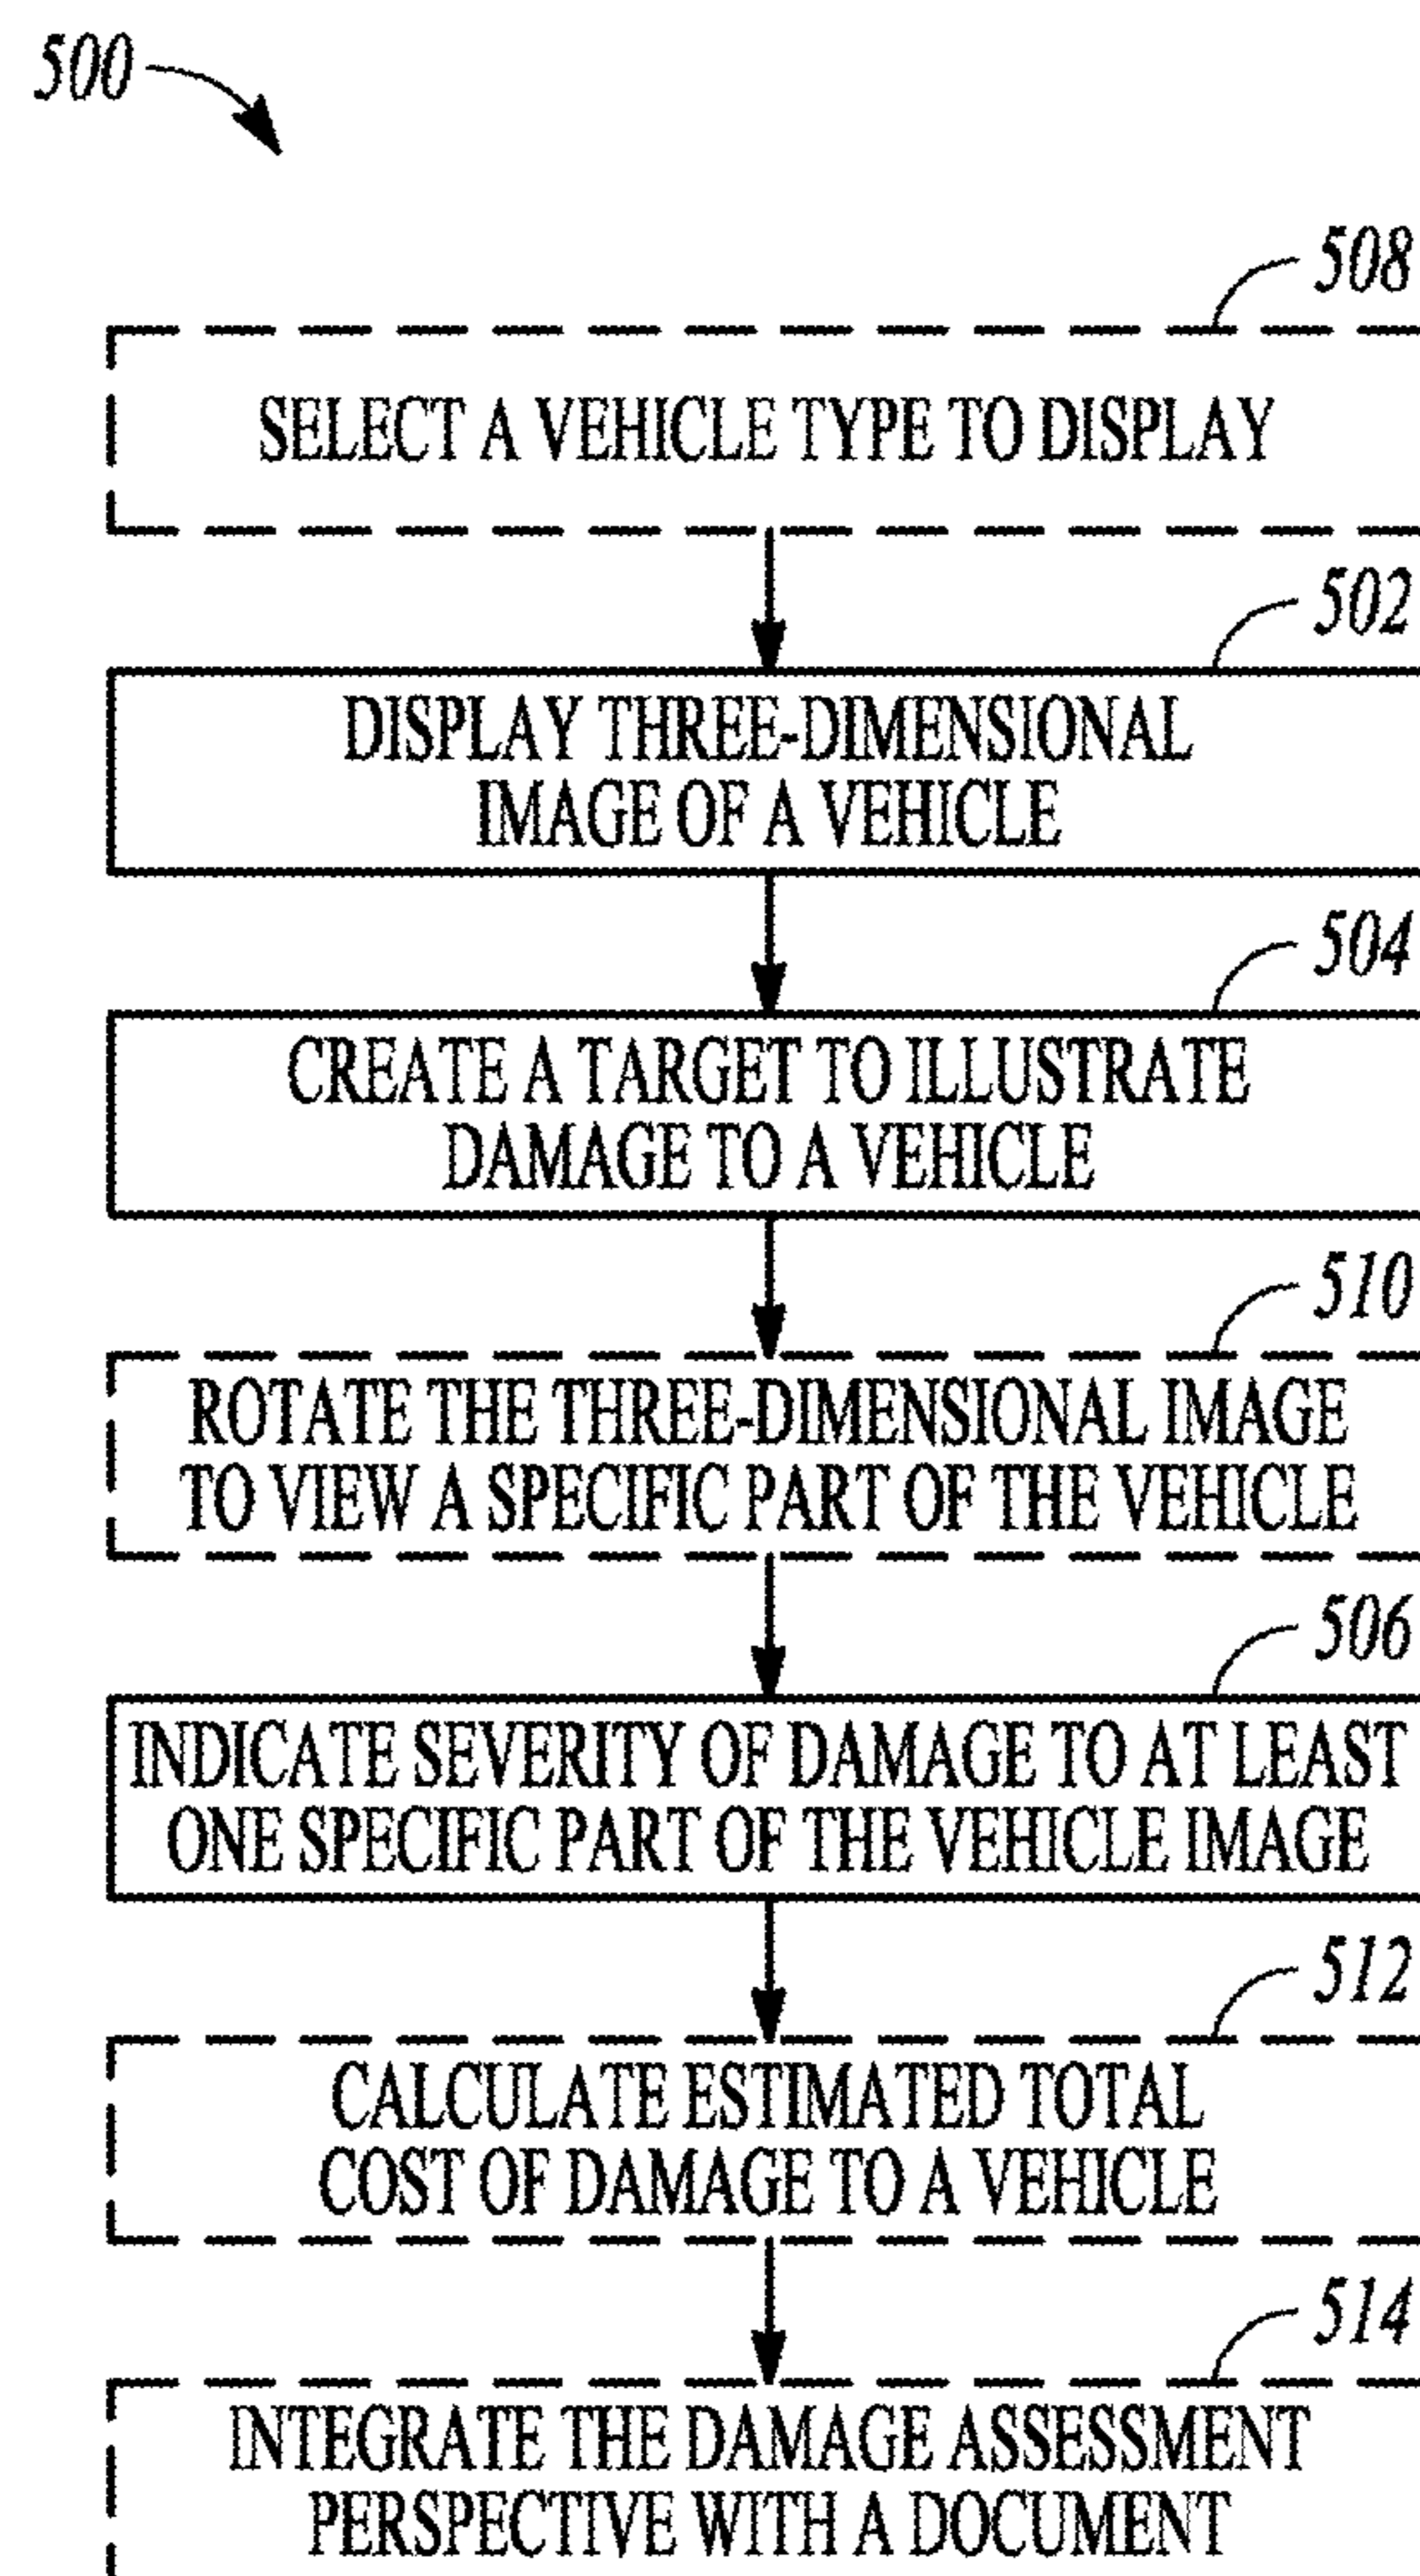 500
508
SELECT A VEHICLE TYPE TO DISPLAY
502
DISPLAY THREE-DIMENSIONAL
IMAGE OF A VEHICLE
504
CREATE A TARGET TO ILLUSTRATE
DAMAGE TO A VEHICLE
510
ROTATE THE THREE-DIMENSIONAL IMAGE
TO VIEW A SPECIFIC PART OF THE VEHICLE
506
INDICATE SEVERITY OF DAMAGE TO AT LEAST
ONE SPECIFIC PART OF THE VEHICLE IMAGE
512
CALCULATE ESTIMATED TOTAL
COST OF DAMAGE TO A VEHICLE
514
INTEGRATE THE DAMAGE ASSESSMENT
PERSPECTIVE WITH A DOCUMENT